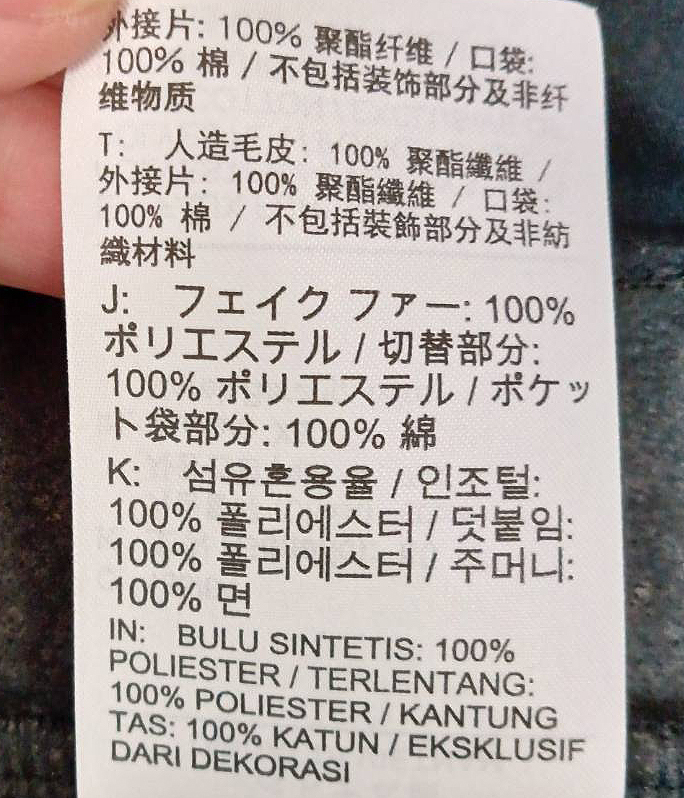 外接片: 100% 聚酯纤维 / 口袋:
100% 棉 / 不包括装饰部分及非纤
维物质
T: 人造毛皮: 100% 聚酯纖維 /
外接片: 100% 聚酯纖維 / 口袋:
100% 棉 / 不包括裝飾部分及非紡
織材料
J: フェイク ファー: 100%
ポリエステル / 切替部分:
100% ポリエステル / ポケッ
ト袋部分: 100% 綿
K: 섬유혼용율 / 인조털:
100% 폴리에스터 / 덧붙임:
100% 폴리에스터 / 주머니:
100% 면
IN: BULU SINTETIS: 100%
POLIESTER / TERLENTANG:
100% POLIESTER / KANTUNG
TAS: 100% KATUN / EKSKLUSIF
DARI DEKORASI